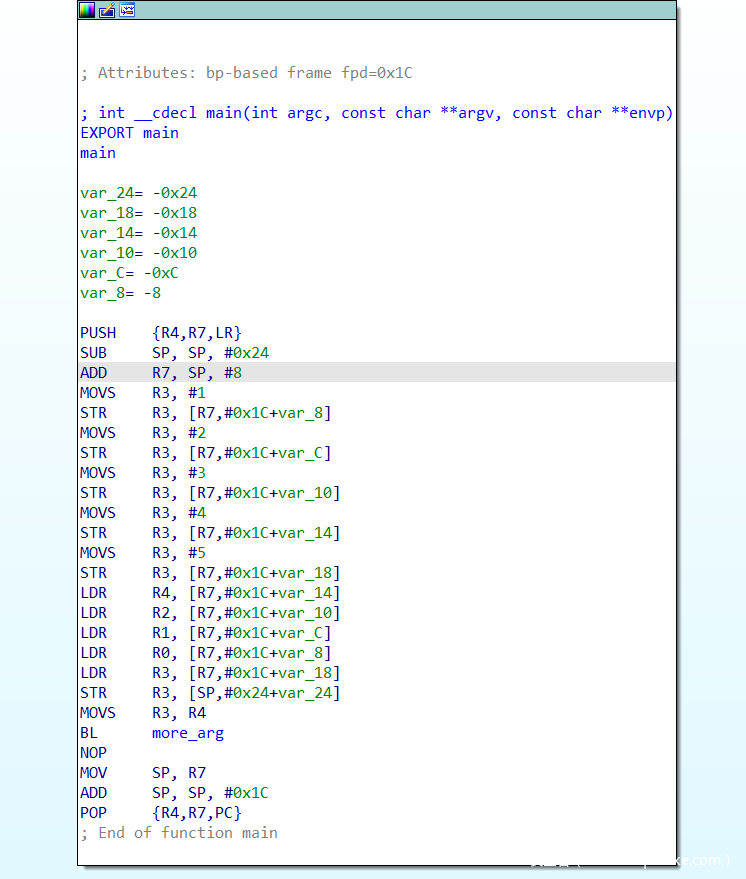 ; Attributes: bp-based frame fpd=0x1C
; int __cdecl main(int argc, const char **argv, const char **envp)
EXPORT main
main
var_24= -0x24
var_18= -0x18
var_14= -0x14
var_10= -0x10
var_C= -0xC
var_8= -8
PUSH {R4,R7,LR}
SUB SP, SP, #0x24
ADD R7, SP, #8
MOVS R3, #1
STR R3, [R7,#0x1C+var_8]
MOVS R3, #2
STR R3, [R7,#0x1C+var_C]
MOVS R3, #3
STR R3, [R7,#0x1C+var_10]
MOVS R3, #4
STR R3, [R7,#0x1C+var_14]
MOVS R3, #5
STR R3, [R7,#0x1C+var_18]
LDR R4, [R7,#0x1C+var_14]
LDR R2, [R7,#0x1C+var_10]
LDR R1, [R7,#0x1C+var_C]
LDR R0, [R7,#0x1C+var_8]
LDR R3, [R7,#0x1C+var_18]
STR R3, [SP,#0x24+var_24]
MOVS R3, R4
BL more_arg
NOP
MOV SP, R7
ADD SP, SP, #0x1C
POP {R4,R7,PC}
; End of function main